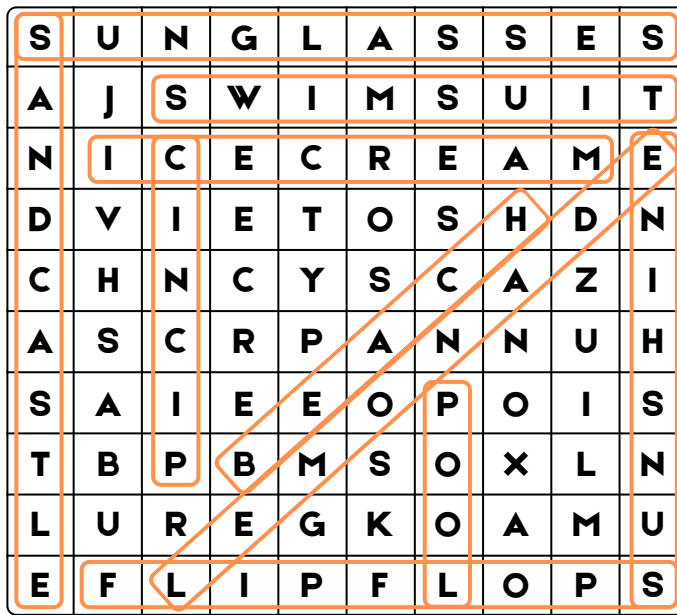 S U N G L A S S E S
A J S W I M S U I T
N I C E C R E A M E
D V I E T O S H D N
C H N C Y S C A Z I
A S C R P A N N U H
S A I E E O P O I S
T B P B M S O X L N
L U R E G K O A M U
E F L I P F L O P S